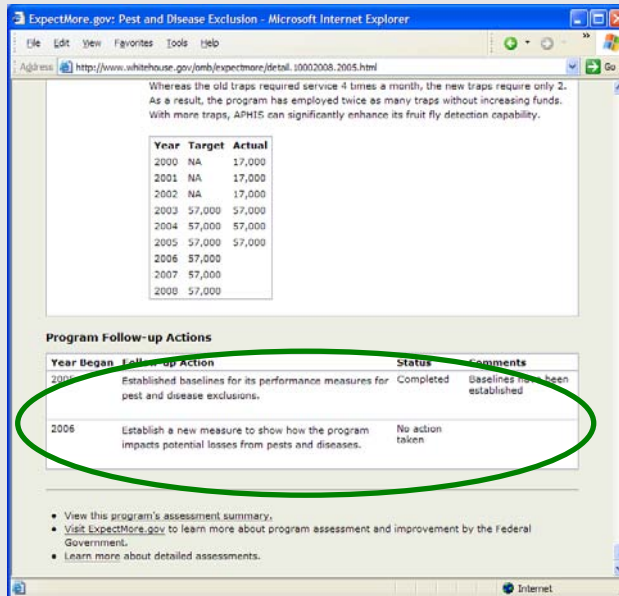 ExpectMore.gov: Pest and Disease Exclusion - Microsoft Internet Explorer
File Edit View Favorites Tools Help
Address http://www.whitehouse.gov/omb/expectmore/detail.10002008.2005.html Go
Whereas the old traps required service 4 times a month, the new traps require only 2.
As a result, the program has employed twice as many traps without increasing funds.
With more traps, APHIS can significantly enhance its fruit fly detection capability.
Year Target Actual
2000 NA 17,000
2001 NA 17,000
2002 NA 17,000
2003 57,000 57,000
2004 57,000 57,000
2005 57,000 57,000
2006 57,000
2007 57,000
2008 57,000
Program Follow-up Actions
Year Began Follow-up Action Status Comments
Established baselines for its performance measures for Completed Baselines have been
pest and disease exclusions. established
2006 Establish a new measure to show how the program No action
impacts potential losses from pests and diseases. taken
• View this program's assessment summary.
• Visit ExpectMore.gov to learn more about program assessment and improvement by the Federal
Government.
• Learn more about detailed assessments.
Internet